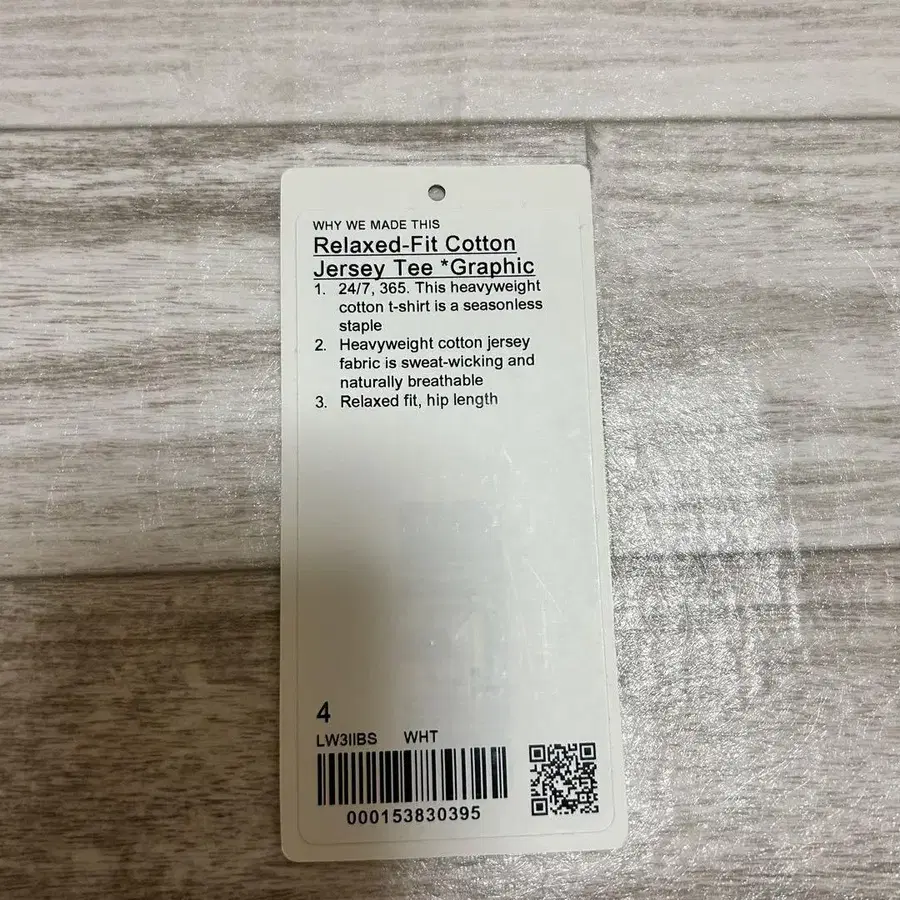 WHY WE MADE THIS
Relaxed-Fit Cotton
Jersey Tee *Graphic
1. 24/7, 365. This heavyweight
cotton t-shirt is a seasonless
staple
2. Heavyweight cotton jersey
fabric is sweat-wicking and
naturally breathable
3. Relaxed fit, hip length
4
LW3IIBS WHT
000153830395